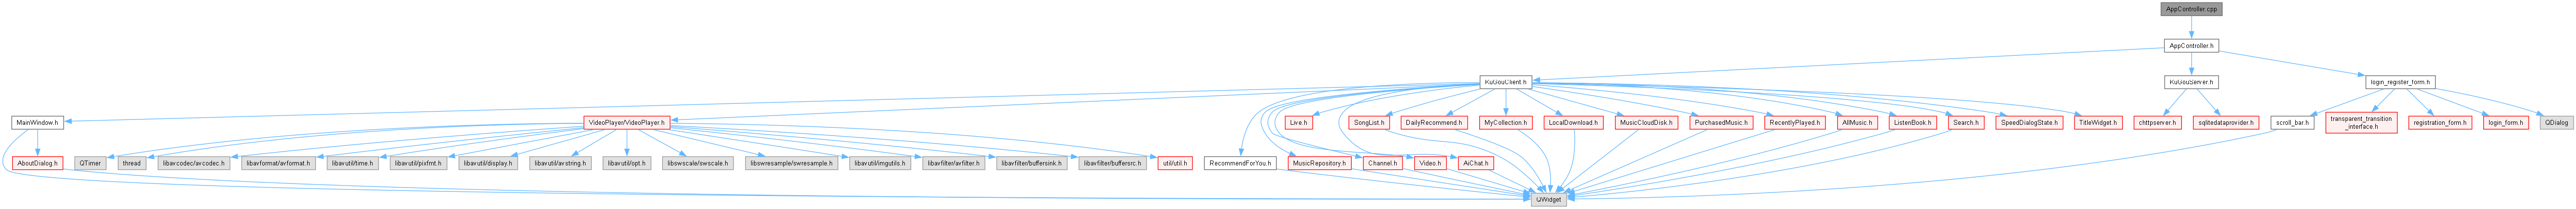 AppController.cpp
AppController.h
KuGouClient.h
KuGouServer.h
login_register_form.h
MainWindow.h
VideoPlayer/VideoPlayer.h
Live.h
SongList.h
DailyRecommend.h
MyCollection.h
LocalDownload.h
MusicCloudDisk.h
PurchasedMusic.h
RecentlyPlayed.h
AllMusic.h
ListenBook.h
Search.h
SpeedDialogState.h
TitleWidget.h
chttpserver.h
sqlitedataprovider.h
scroll_bar.h
transparent_transition
_interface.h
registration_form.h
login_form.h
QDialog
AboutDialog.h
QTimer
thread
libavcodec/avcodec.h
libavformat/avformat.h
libavutil/time.h
libavutil/pixfmt.h
libavutil/display.h
libavutil/avstring.h
libavutil/opt.h
libswscale/swscale.h
libswresample/swresample.h
libavutil/imgutils.h
libavfilter/avfilter.h
libavfilter/buffersink.h
libavfilter/buffersrc.h
util/util.h
RecommendForYou.h
MusicRepository.h
Channel.h
Video.h
AiChat.h
QWidget